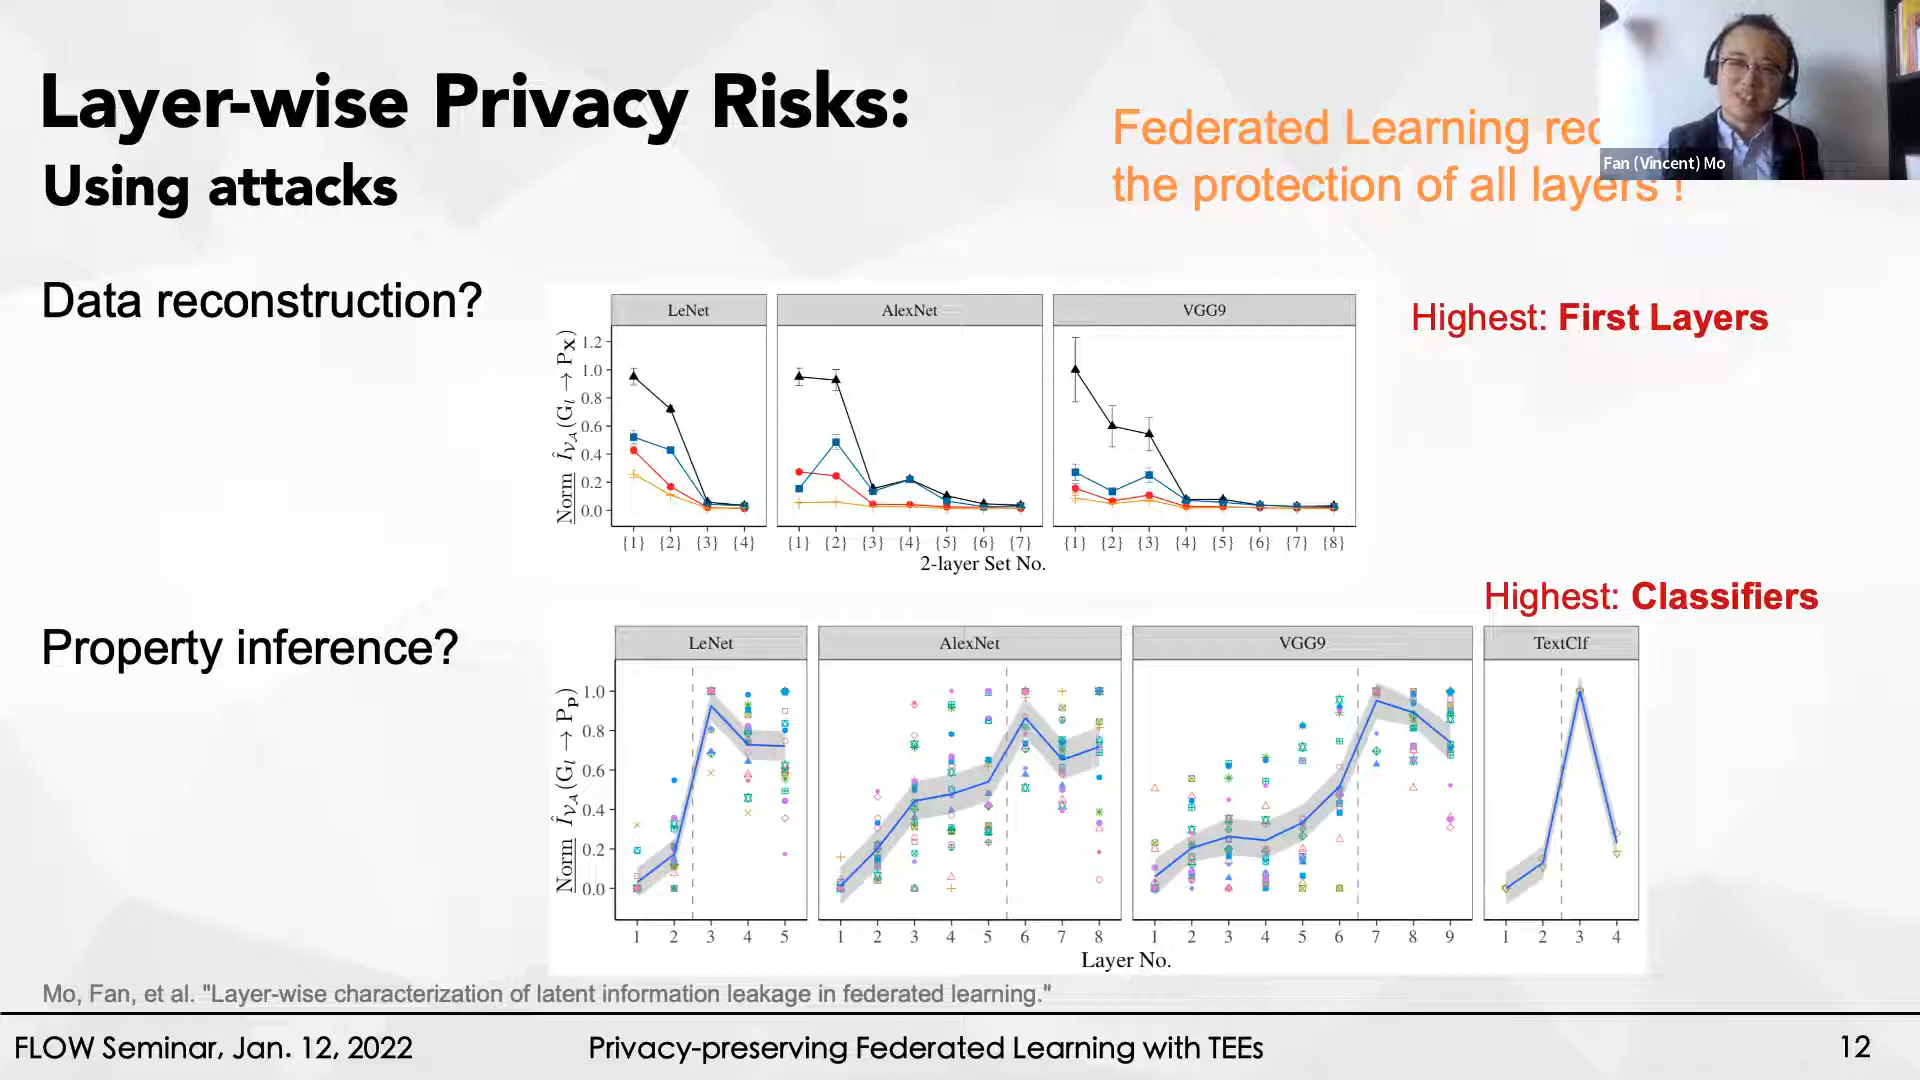 Layer-wise Privacy Risks:
Using attacks
Federated Learning
the protection of all layers !
Fan (Vincent) Mo
Data reconstruction?
Highest: First Layers
LeNet
AlexNet
VGG9
Norm Î_{V_A}(G_l → P_X)
1.2
1.0
0.8
0.6
0.4
0.2
0.0
{1} {2} {3} {4}
{1} {2} {3} {4} {5} {6} {7}
{1} {2} {3} {4} {5} {6} {7} {8}
2-layer Set No.
Highest: Classifiers
Property inference?
LeNet
AlexNet
VGG9
TextClf
Norm Î_{V_A}(G_l → P_p)
1.0
0.8
0.6
0.4
0.2
0.0
1 2 3 4 5
1 2 3 4 5 6 7 8
1 2 3 4 5 6 7 8 9
1 2 3 4
Layer No.
Mo, Fan, et al. "Layer-wise characterization of latent information leakage in federated learning."
FLOW Seminar, Jan. 12, 2022
Privacy-preserving Federated Learning with TEEs
12